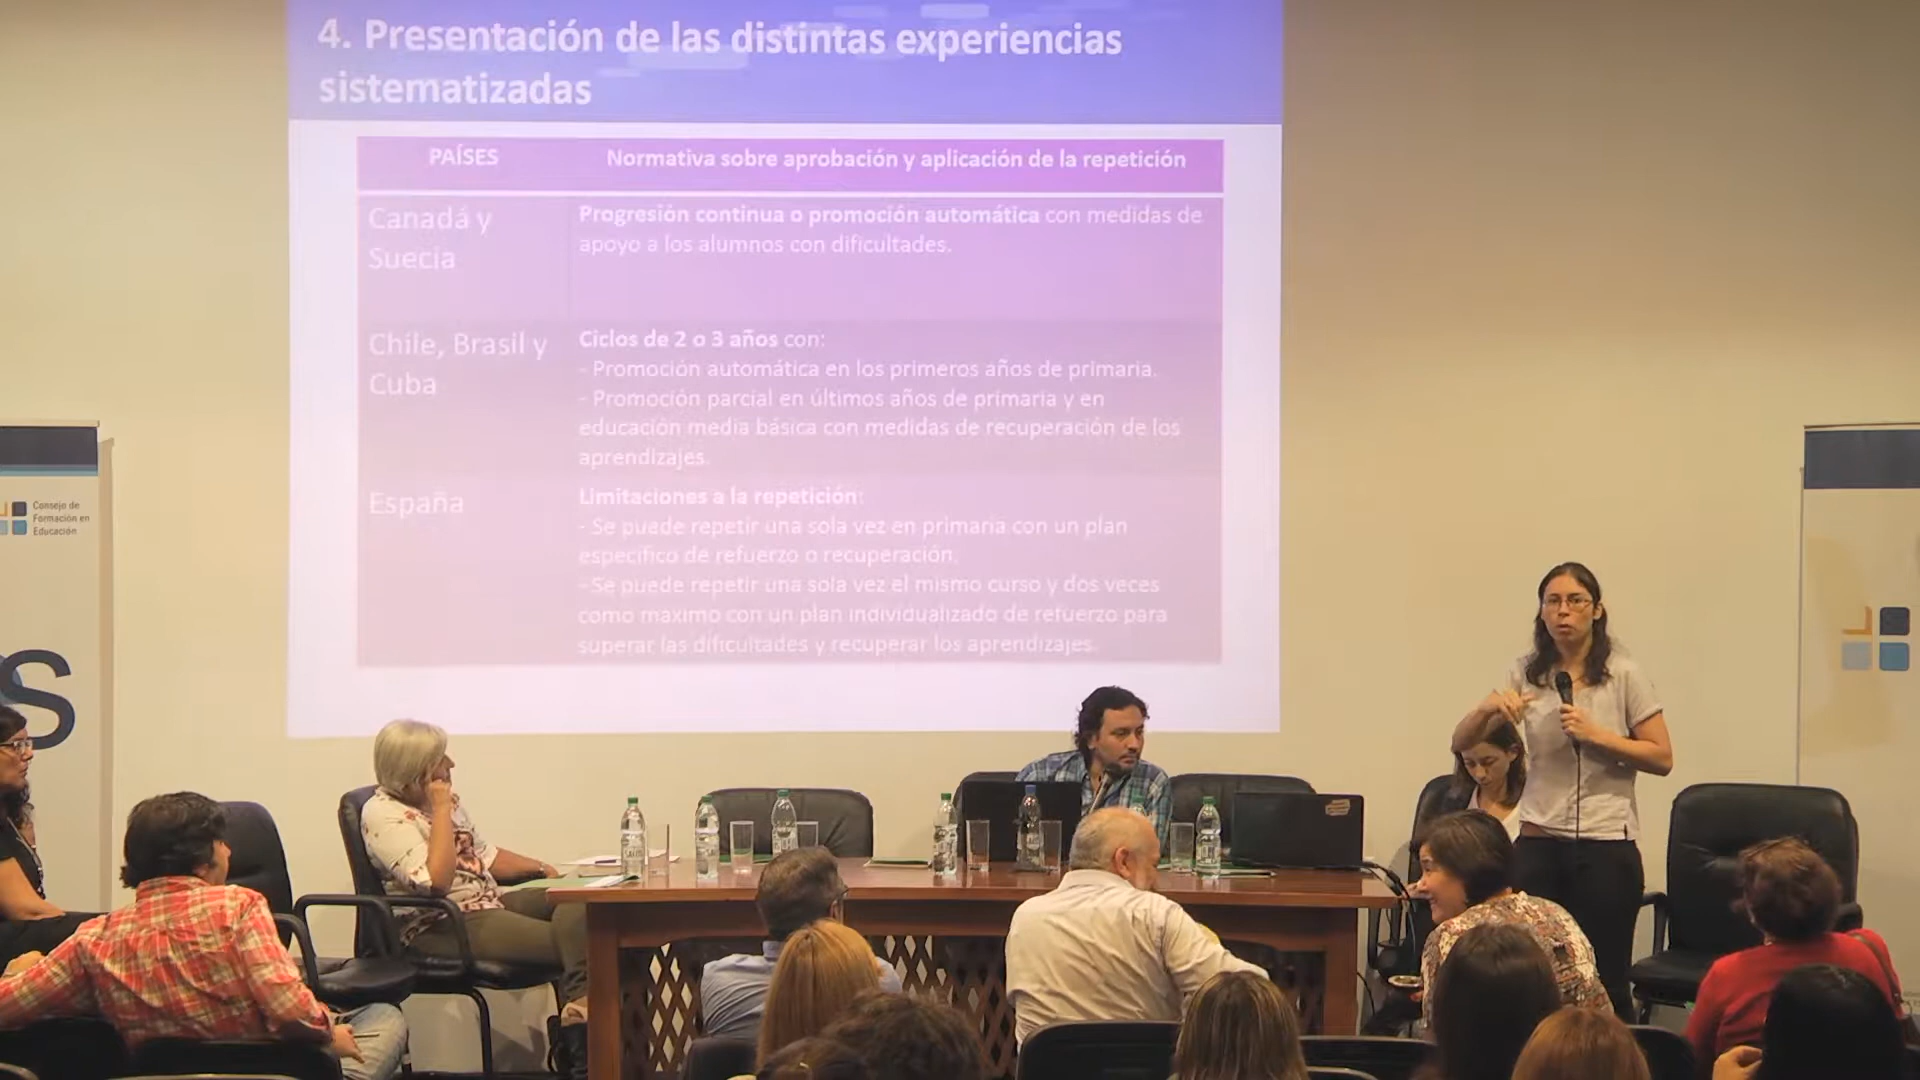 4. Presentación de las distintas experiencias
sistematizadas
PAÍSES
Normativa sobre aprobación y aplicación de la repetición
Canadá y
Suecia
Progresión continua o promoción automática con medidas de
apoyo a los alumnos con dificultades.
Chile, Brasil y
Cuba
Ciclos de 2 o 3 años con:
- Promoción automática en los primeros años de primaria.
- Promoción parcial en últimos años de primaria y en
educación media básica con medidas de recuperación de los
aprendizajes.
España
Limitaciones a la repetición:
- Se puede repetir una sola vez en primaria con un plan
específico de refuerzo o recuperación.
- Se puede repetir una sola vez el mismo curso y dos veces
como maximo con un plan individualizado de refuerzo para
superar las dificultades y recuperar los aprendizajes.
Consejo de
Formación en
Educación
s